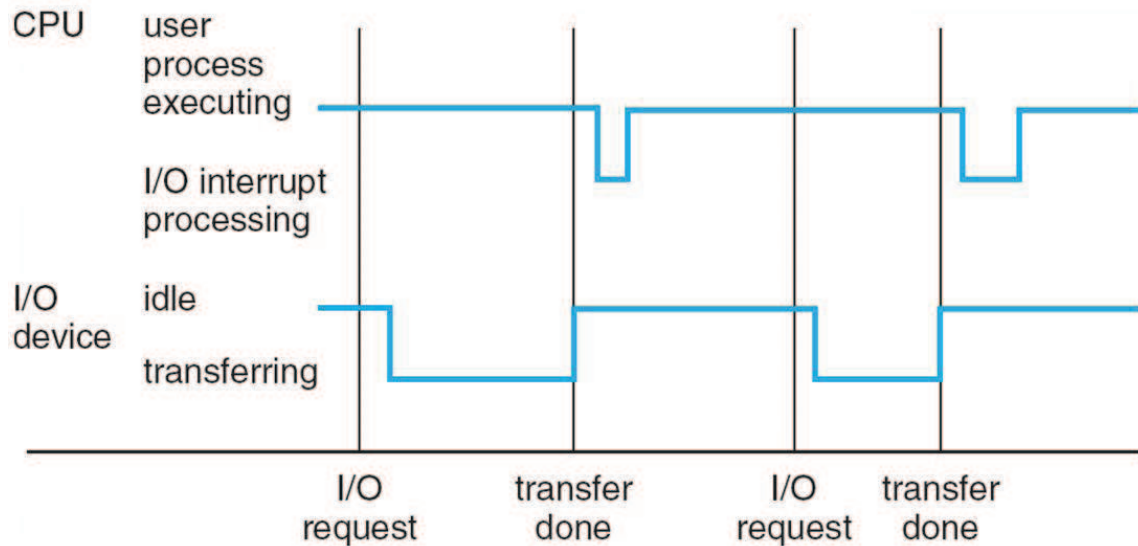 CPU
user
process
executing
I/O interrupt
processing
I/O
device
idle
transferring
I/O
request
transfer
done
I/O
request
transfer
done